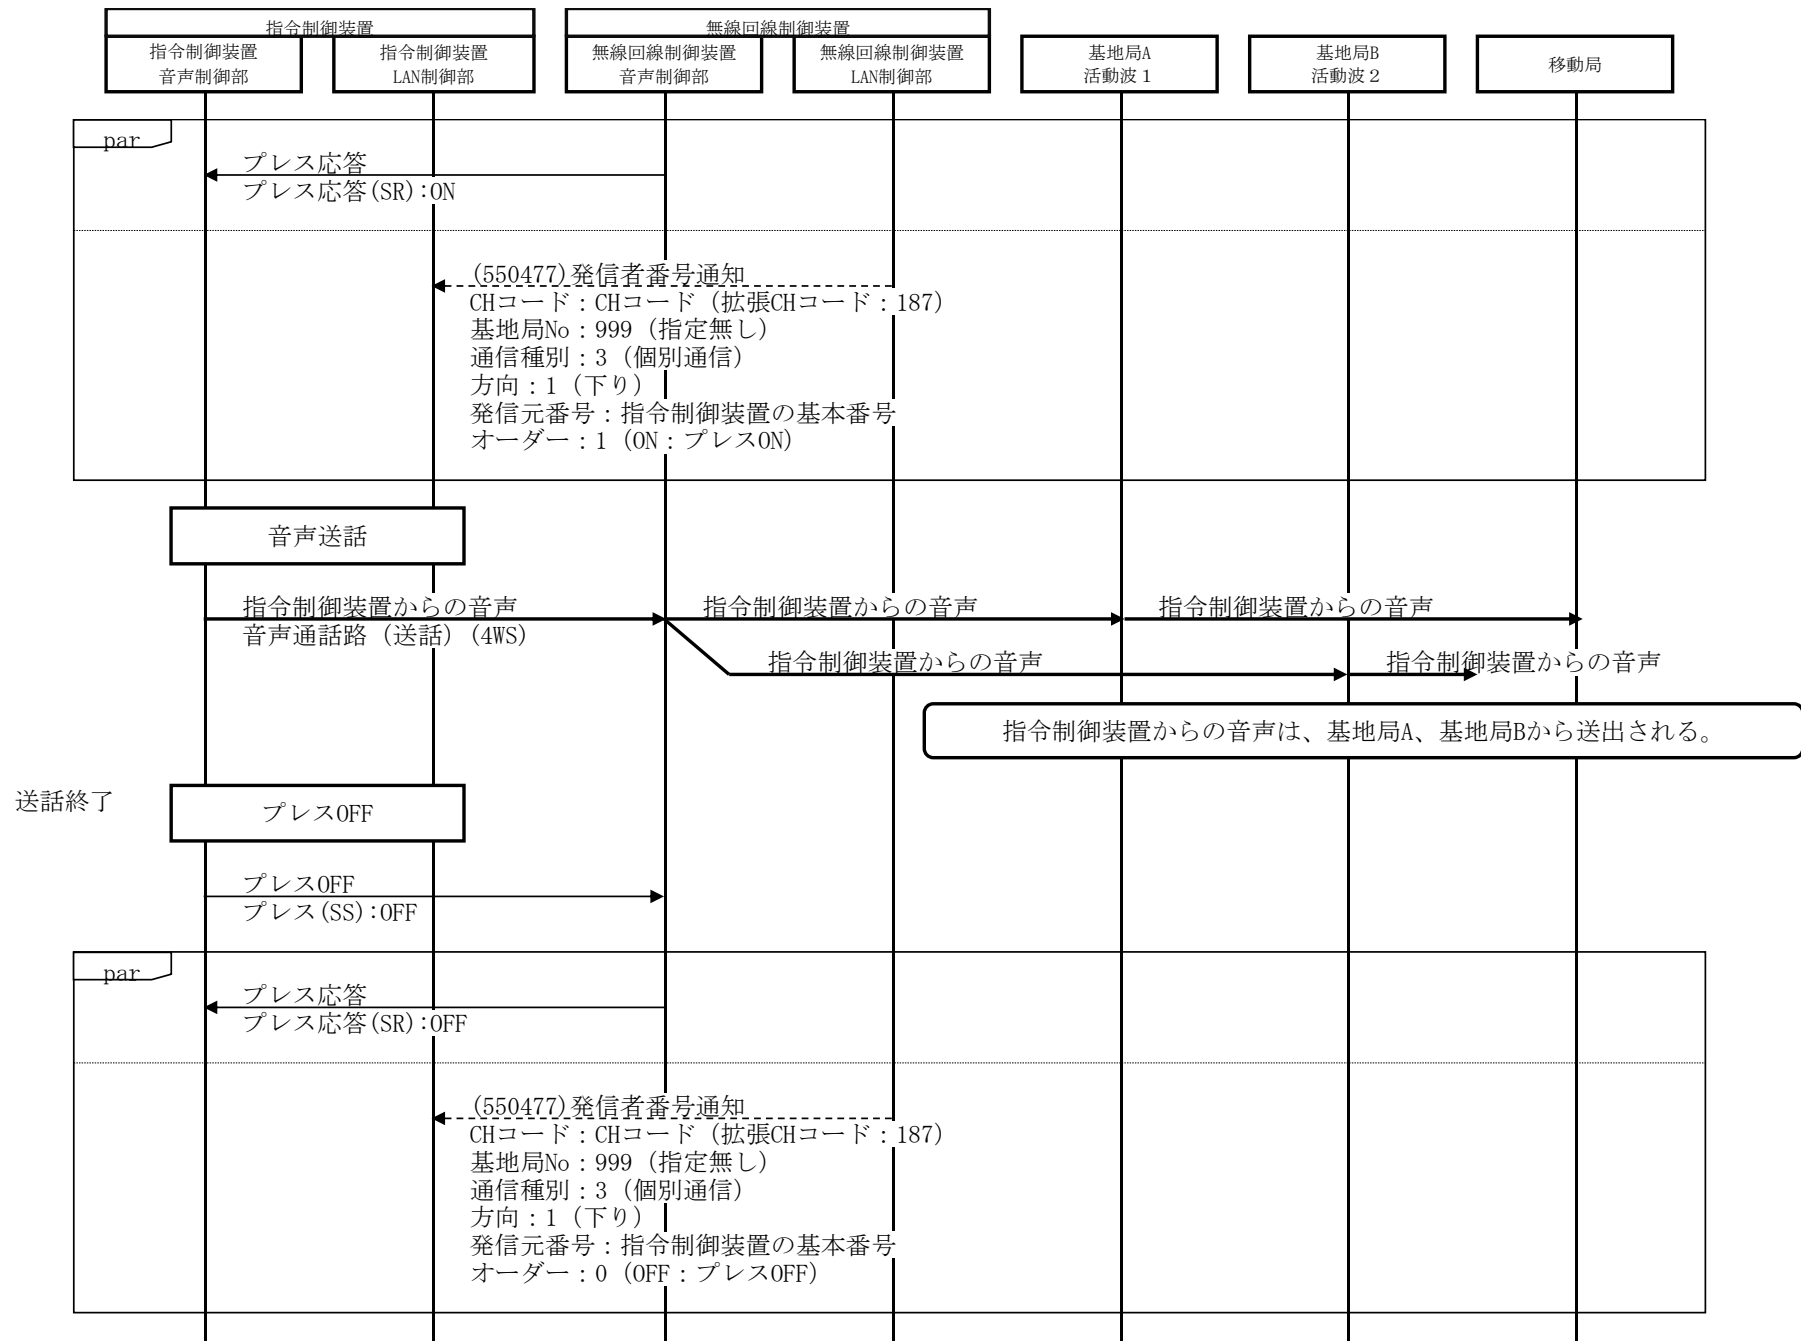 指令制御装置
無線回線制御装置
指令制御装置
音声制御部
指令制御装置
LAN制御部
無線回線制御装置
音声制御部
無線回線制御装置
LAN制御部
基地局A
活動波１
基地局B
活動波２
移動局
par
プレス応答
プレス応答(SR):ON
(550477)発信者番号通知
CHコード：CHコード（拡張CHコード：187）
基地局No：999（指定無し）
通信種別：3（個別通信）
方向：1（下り）
発信元番号：指令制御装置の基本番号
オーダー：1（ON：プレスON）
音声送話
指令制御装置からの音声
音声通話路（送話）(4WS)
指令制御装置からの音声
指令制御装置からの音声
指令制御装置からの音声
指令制御装置からの音声
指令制御装置からの音声は、基地局A、基地局Bから送出される。
送話終了
プレスOFF
プレスOFF
プレス(SS):OFF
par
プレス応答
プレス応答(SR):OFF
(550477)発信者番号通知
CHコード：CHコード（拡張CHコード：187）
基地局No：999（指定無し）
通信種別：3（個別通信）
方向：1（下り）
発信元番号：指令制御装置の基本番号
オーダー：0（OFF：プレスOFF）